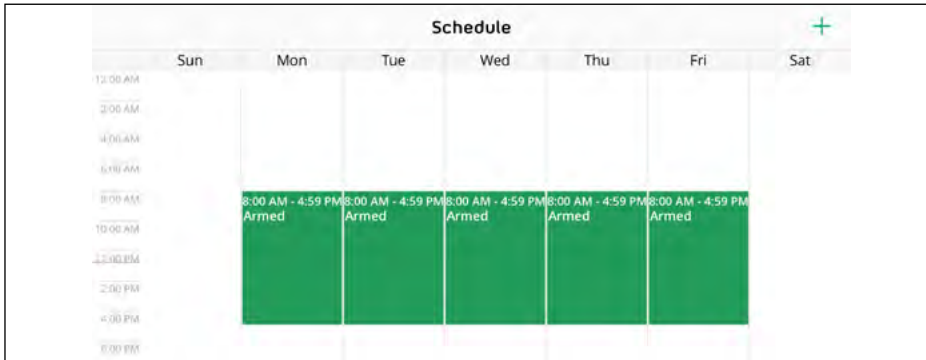 Schedule
+
Sun Mon Tue Wed Thu Fri Sat
12:00 AM
2:00 AM
4:00 AM
6:00 AM
8:00 AM
8:00 AM - 4:59 PM 8:00 AM - 4:59 PM 8:00 AM - 4:59 PM 8:00 AM - 4:59 PM 8:00 AM - 4:59 PM
Armed Armed Armed Armed Armed
10:00 AM
12:00 PM
2:00 PM
4:00 PM
6:00 PM